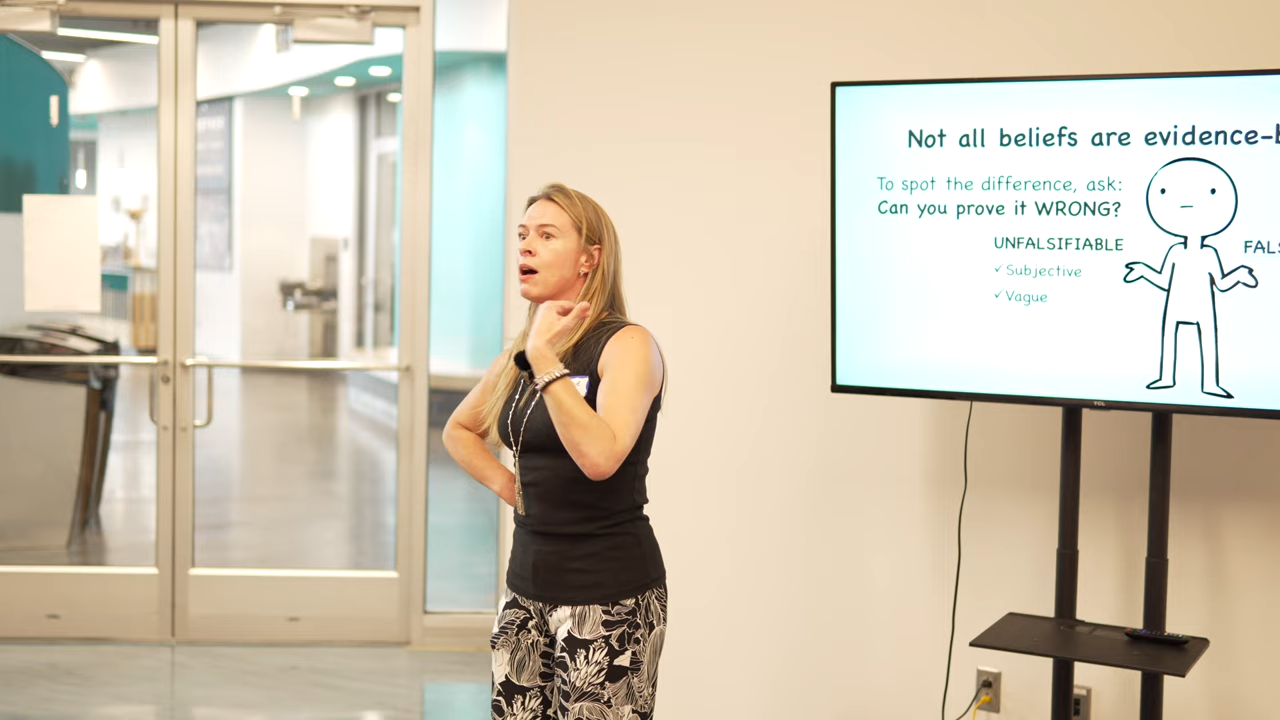 Not all beliefs are evidence-
To spot the difference, ask:
Can you prove it WRONG?
UNFALSIFIABLE
FALS
✓ Subjective
✓ Vague
TCL